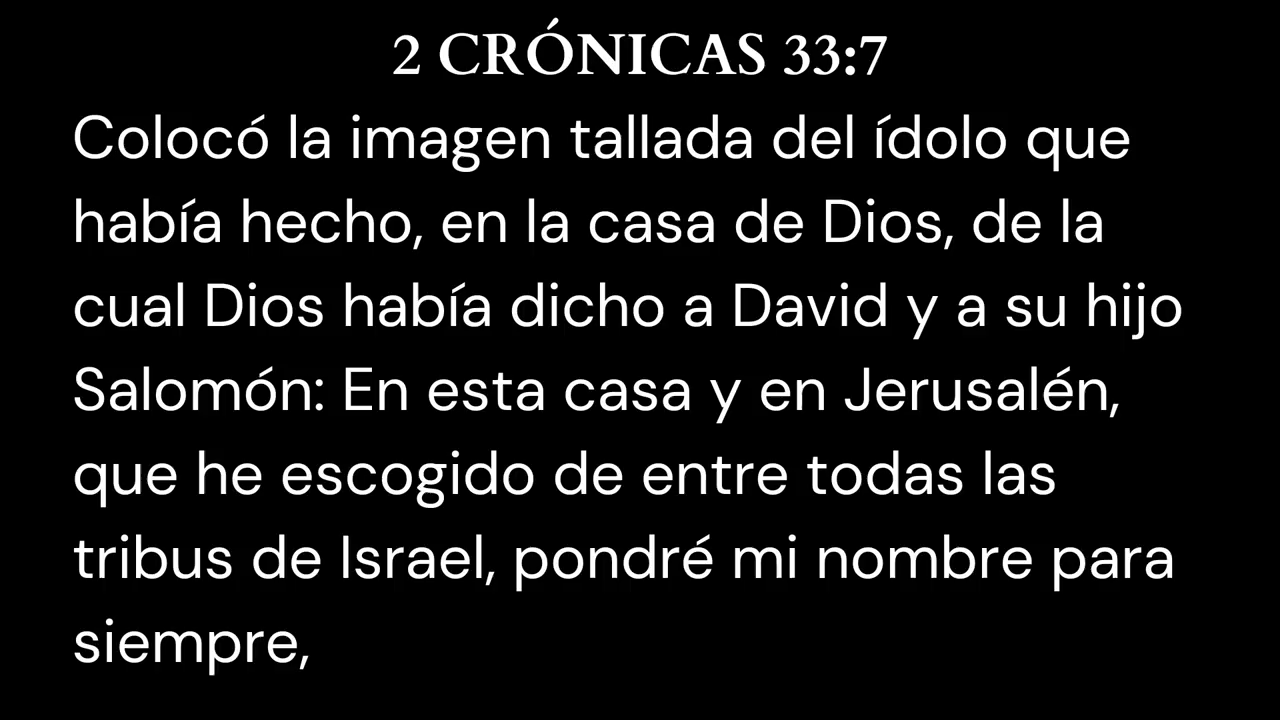 2 CRÓNICAS 33:7
Colocó la imagen tallada del ídolo que
había hecho, en la casa de Dios, de la
cual Dios había dicho a David y a su hijo
Salomón: En esta casa y en Jerusalén,
que he escogido de entre todas las
tribus de Israel, pondré mi nombre para
siempre,